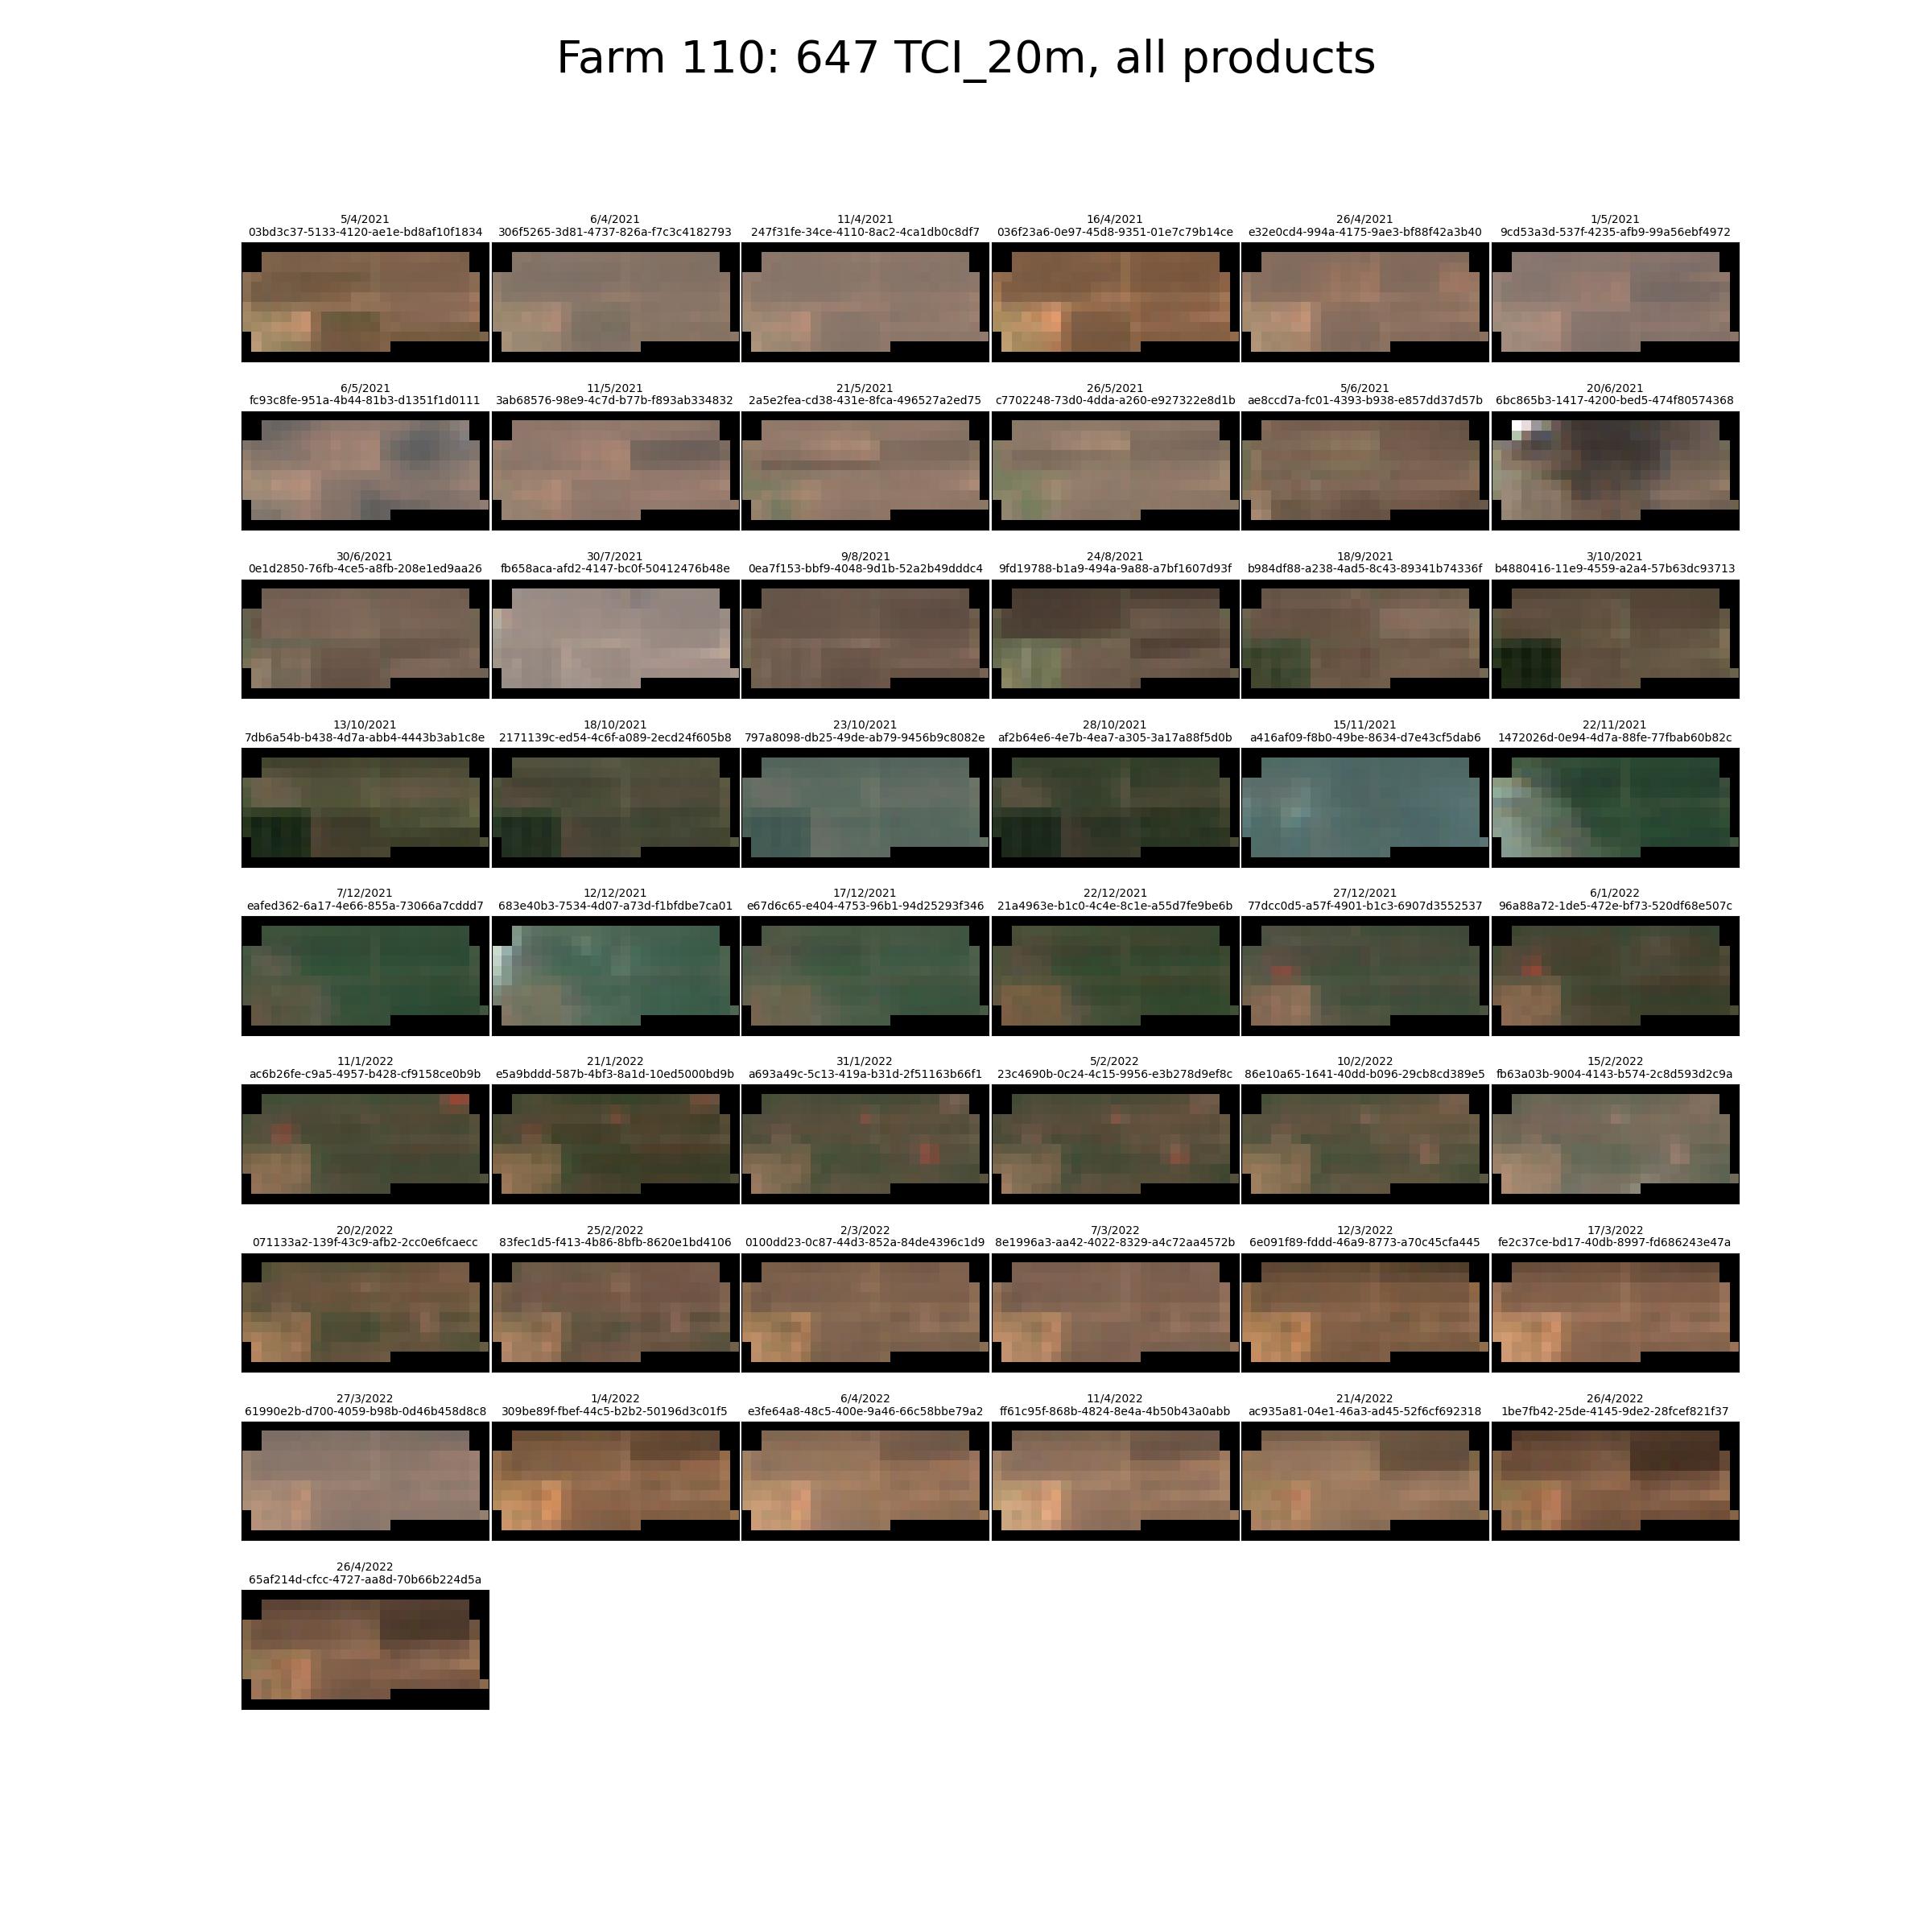 Farm 110: 647 TCI_20m, all products
5/4/2021 6/4/2021 11/4/2021 16/4/2021 26/4/2021 1/5/2021
03bd3c37-5133-4120-ae1e-bd8af10f1834 306f5265-3d81-4737-826a-f7c3c4182793 247f31fe-34ce-4110-8ac2-4ca1db0c8df7 036f23a6-0e97-45d8-9351-01e7c79b14ce e32e0cd4-994a-4175-9ae3-bf88f42a3b40 9cd53a3d-537f-4235-afb9-99a56ebf4972
6/5/2021 11/5/2021 21/5/2021 26/5/2021 5/6/2021 20/6/2021
fc93c8fe-951a-4b44-81b3-d1351f1d0111 3ab68576-98e9-4c7d-b77b-f893ab334832 2a5e2fea-cd38-431e-8fca-496527a2ed75 c7702248-73d0-4dda-a260-e927322e8d1b ae8ccd7a-fc01-4393-b938-e857dd37d57b 6bc865b3-1417-4200-bed5-474f80574368
30/6/2021 30/7/2021 9/8/2021 24/8/2021 18/9/2021 3/10/2021
0e1d2850-76fb-4ce5-a8fb-208e1ed9aa26 fb658aca-afd2-4147-bc0f-50412476b48e 0ea7f153-bbf9-4048-9d1b-52a2b49dddc4 9fd19788-b1a9-494a-9a88-a7bf1607d93f b984df88-a238-4ad5-8c43-89341b74336f b4880416-11e9-4559-a2a4-57b63dc93713
13/10/2021 18/10/2021 23/10/2021 28/10/2021 15/11/2021 22/11/2021
7db6a54b-b438-4d7a-abb4-4443b3ab1c8e 2171139c-ed54-4c6f-a089-2ecd24f605b8 797a8098-db25-49de-ab79-9456b9c8082e af2b64e6-4e7b-4ea7-a305-3a17a88f5d0b a416af09-f8b0-49be-8634-d7e43cf5dab6 1472026d-0e94-4d7a-88fe-77fbab60b82c
7/12/2021 12/12/2021 17/12/2021 22/12/2021 27/12/2021 6/1/2022
eafed362-6a17-4e66-855a-73066a7cddd7 683e40b3-7534-4d07-a73d-f1bfdbe7ca01 e67d6c65-e404-4753-96b1-94d25293f346 21a4963e-b1c0-4c4e-8c1e-a55d7fe9be6b 77dcc0d5-a57f-4901-b1c3-6907d3552537 96a88a72-1de5-472e-bf73-520df68e507c
11/1/2022 21/1/2022 31/1/2022 5/2/2022 10/2/2022 15/2/2022
ac6b26fe-c9a5-4957-b428-cf9158ce0b9b e5a9bddd-587b-4bf3-8a1d-10ed5000bd9b a693a49c-5c13-419a-b31d-2f51163b66f1 23c4690b-0c24-4c15-9956-e3b278d9ef8c 86e10a65-1641-40dd-b096-29cb8cd389e5 fb63a03b-9004-4143-b574-2c8d593d2c9a
20/2/2022 25/2/2022 2/3/2022 7/3/2022 12/3/2022 17/3/2022
071133a2-139f-43c9-afb2-2cc0e6fcaecc 83fec1d5-f413-4b86-8bfb-8620e1bd4106 0100dd23-0c87-44d3-852a-84de4396c1d9 8e1996a3-aa42-4022-8329-a4c72aa4572b 6e091f89-fddd-46a9-8773-a70c45cfa445 fe2c37ce-bd17-40db-8997-fd686243e47a
27/3/2022 1/4/2022 6/4/2022 11/4/2022 21/4/2022 26/4/2022
61990e2b-d700-4059-b98b-0d46b458d8c8 309be89f-fbef-44c5-b2b2-50196d3c01f5 e3fe64a8-48c5-400e-9a46-66c58bbe79a2 ff61c95f-868b-4824-8e4a-4b50b43a0abb ac935a81-04e1-46a3-ad45-52f6cf692318 1be7fb42-25de-4145-9de2-28fcef821f37
26/4/2022
65af214d-cfcc-4727-aa8d-70b66b224d5a